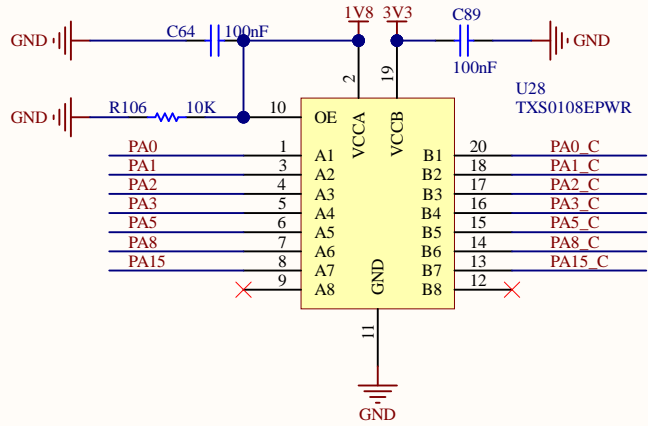 1V8 3V3
GND C64 100nF C89 GND
100nF
2 19
U28
TXS0108EPWR
GND R106 10K 10 OE VCCA VCCB
PA0 1 A1 B1 20 PA0_C
PA1 3 A2 B2 18 PA1_C
PA2 4 A3 B3 17 PA2_C
PA3 5 A4 B4 16 PA3_C
PA5 6 A5 B5 15 PA5_C
PA8 7 A6 B6 14 PA8_C
PA15 8 A7 B7 13 PA15_C
9 A8 GND B8 12
11
GND